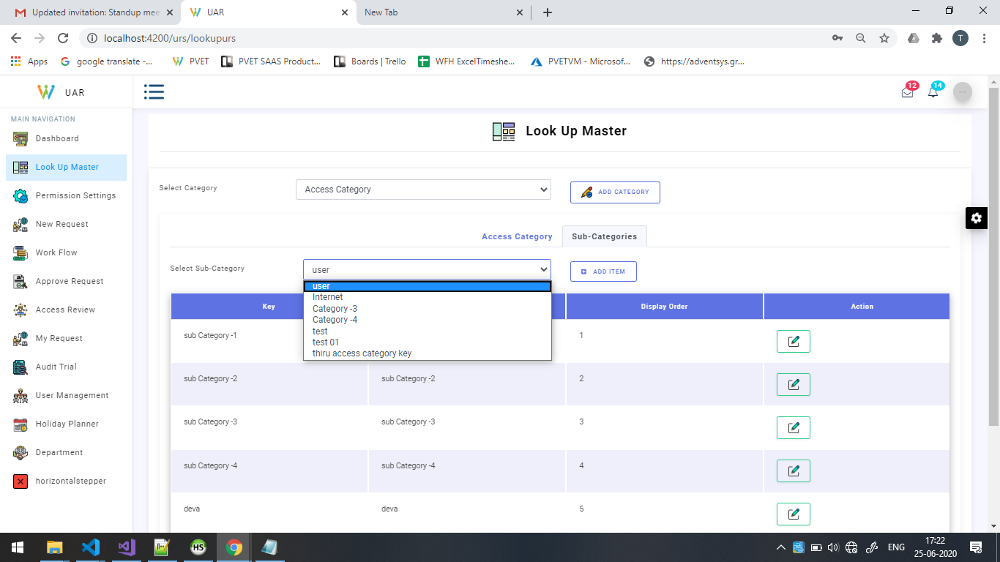 Updated invitation: Standup mee
UAR
New Tab
localhost:4200/urs/lookupurs
T
Apps
google translate -...
PVET
PVET SAAS Product...
Boards | Trello
WFH ExcelTimeshe...
PVETVM - Microsof...
https://adventsys.gr...
UAR
12
14
MAIN NAVIGATION
Dashboard
Look Up Master
Permission Settings
New Request
Work Flow
Approve Request
Access Review
My Request
Audit Trial
User Management
Holiday Planner
Department
horizontalstepper
Look Up Master
Select Category
Access Category
ADD CATEGORY
Access Category
Sub-Categories
Select Sub-Category
user
ADD ITEM
user
Internet
Category -3
Category -4
test
test 01
thiru access category key
Key
Display Order
Action
sub Category -1
1
sub Category -2
sub Category -2
2
sub Category -3
sub Category -3
3
sub Category -4
sub Category -4
4
deva
deva
5
HS
ENG
17:22
25-06-2020